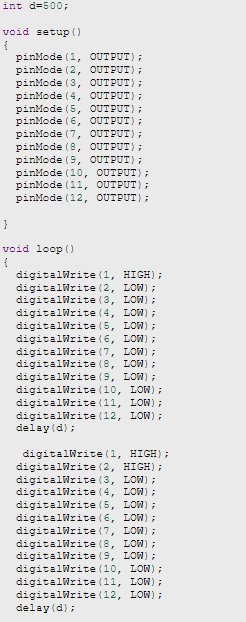 int d=500;

void setup()
{
  pinMode(1, OUTPUT);
  pinMode(2, OUTPUT);
  pinMode(3, OUTPUT);
  pinMode(4, OUTPUT);
  pinMode(5, OUTPUT);
  pinMode(6, OUTPUT);
  pinMode(7, OUTPUT);
  pinMode(8, OUTPUT);
  pinMode(9, OUTPUT);
  pinMode(10, OUTPUT);
  pinMode(11, OUTPUT);
  pinMode(12, OUTPUT);

}

void loop()
{
  digitalWrite(1, HIGH);
  digitalWrite(2, LOW);
  digitalWrite(3, LOW);
  digitalWrite(4, LOW);
  digitalWrite(5, LOW);
  digitalWrite(6, LOW);
  digitalWrite(7, LOW);
  digitalWrite(8, LOW);
  digitalWrite(9, LOW);
  digitalWrite(10, LOW);
  digitalWrite(11, LOW);
  digitalWrite(12, LOW);
  delay(d);

   digitalWrite(1, HIGH);
  digitalWrite(2, HIGH);
  digitalWrite(3, LOW);
  digitalWrite(4, LOW);
  digitalWrite(5, LOW);
  digitalWrite(6, LOW);
  digitalWrite(7, LOW);
  digitalWrite(8, LOW);
  digitalWrite(9, LOW);
  digitalWrite(10, LOW);
  digitalWrite(11, LOW);
  digitalWrite(12, LOW);
  delay(d);